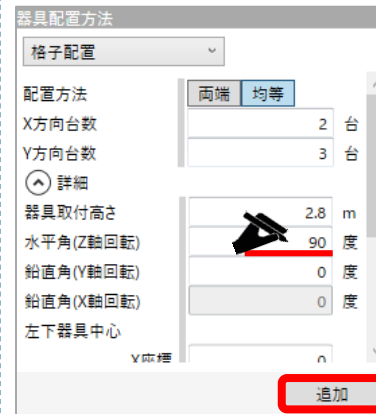 器具配置方法
格子配置
配置方法 両端 均等
X方向台数 2 台
Y方向台数 3 台
詳細
器具取付高さ 2.8 m
水平角(Z軸回転) 90 度
鉛直角(Y軸回転) 0 度
鉛直角(X軸回転) 0 度
左下器具中心
X座標 0
追加